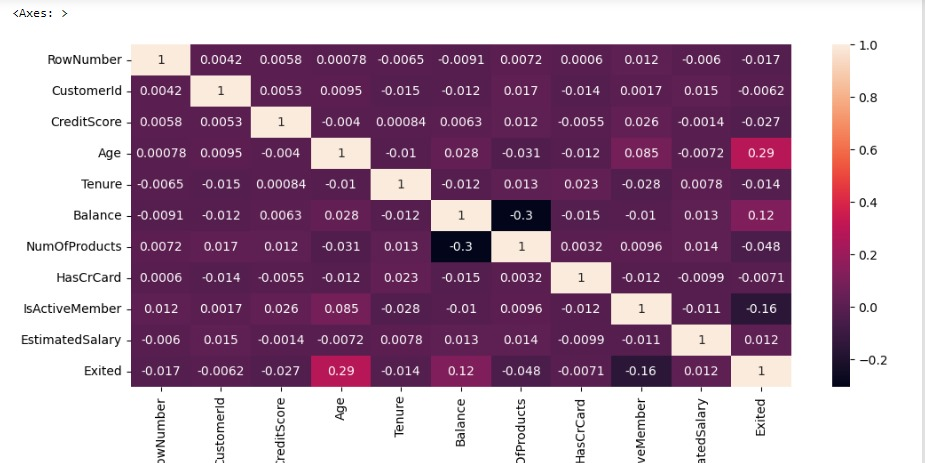 <Axes: >
RowNumber 1 0.0042 0.0058 0.00078 -0.0065 -0.0091 0.0072 0.0006 0.012 -0.006 -0.017
CustomerId 0.0042 1 0.0053 0.0095 -0.015 -0.012 0.017 -0.014 0.0017 0.015 -0.0062
CreditScore 0.0058 0.0053 1 -0.004 0.00084 0.0063 0.012 -0.0055 0.026 -0.0014 -0.027
Age 0.00078 0.0095 -0.004 1 -0.01 0.028 -0.031 -0.012 0.085 -0.0072 0.29
Tenure -0.0065 -0.015 0.00084 -0.01 1 -0.012 0.013 0.023 -0.028 0.0078 -0.014
Balance -0.0091 -0.012 0.0063 0.028 -0.012 1 -0.3 -0.015 -0.01 0.013 0.12
NumOfProducts 0.0072 0.017 0.012 -0.031 0.013 -0.3 1 0.0032 0.0096 0.014 -0.048
HasCrCard 0.0006 -0.014 -0.0055 -0.012 0.023 -0.015 0.0032 1 -0.012 -0.0099 -0.0071
IsActiveMember 0.012 0.0017 0.026 0.085 -0.028 -0.01 0.0096 -0.012 1 -0.011 -0.16
EstimatedSalary -0.006 0.015 -0.0014 -0.0072 0.0078 0.013 0.014 -0.0099 -0.011 1 0.012
Exited -0.017 -0.0062 -0.027 0.29 -0.014 0.12 -0.048 -0.0071 -0.16 0.012 1
owNumber
ustomerId
reditScore
Age
Tenure
Balance
OfProducts
HasCrCard
veMember
atedSalary
Exited
1.0
0.8
0.6
0.4
0.2
0.0
−0.2